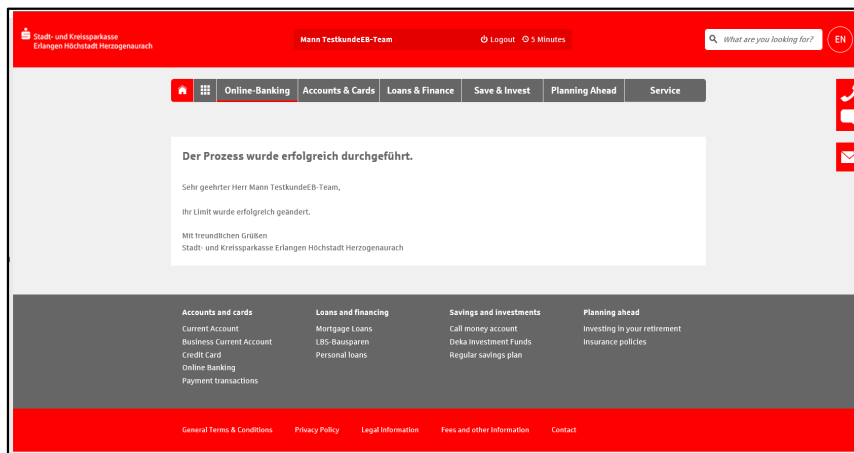 Stadt- und Kreissparkasse
Erlangen Höchstadt Herzogenaurach
Mann TestkundeEB-Team
Logout
5 Minutes
What are you looking for?
EN
Online-Banking
Accounts & Cards
Loans & Finance
Save & Invest
Planning Ahead
Service
Der Prozess wurde erfolgreich durchgeführt.
Sehr geehrter Herr Mann TestkundeEB-Team,
Ihr Limit wurde erfolgreich geändert.
Mit freundlichen Grüßen
Stadt- und Kreissparkasse Erlangen Höchstadt Herzogenaurach
Accounts and cards
Current Account
Business Current Account
Credit Card
Online Banking
Payment transactions
Loans and financing
Mortgage Loans
LBS-Bausparen
Personal loans
Savings and investments
Call money account
Deka Investment Funds
Regular savings plan
Planning ahead
Investing in your retirement
Insurance policies
General Terms & Conditions
Privacy Policy
Legal Information
Fees and other Information
Contact